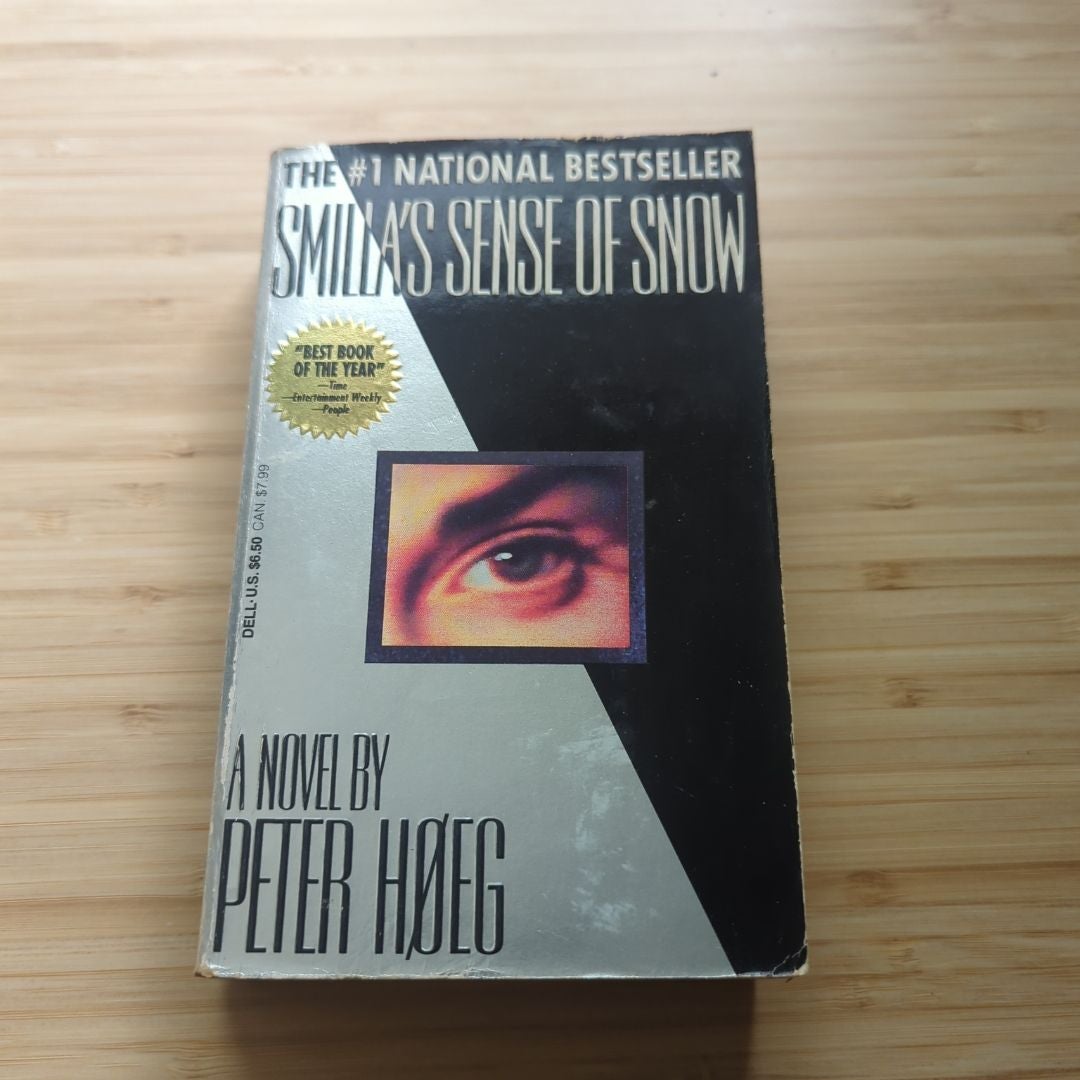 THE #1 NATIONAL BESTSELLER
SMILLA'S SENSE OF SNOW
"BEST BOOK
OF THE YEAR"
—Time
—Entertainment Weekly
—People
DELL • U.S. $6.50 CAN. $7.99
A NOVEL BY
PETER HØEG